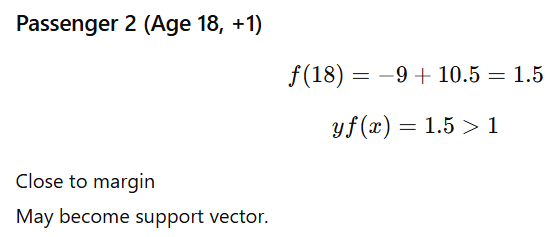 Passenger 2 (Age 18, +1)
f(18) = −9 + 10.5 = 1.5
yf(x) = 1.5 > 1
Close to margin
May become support vector.